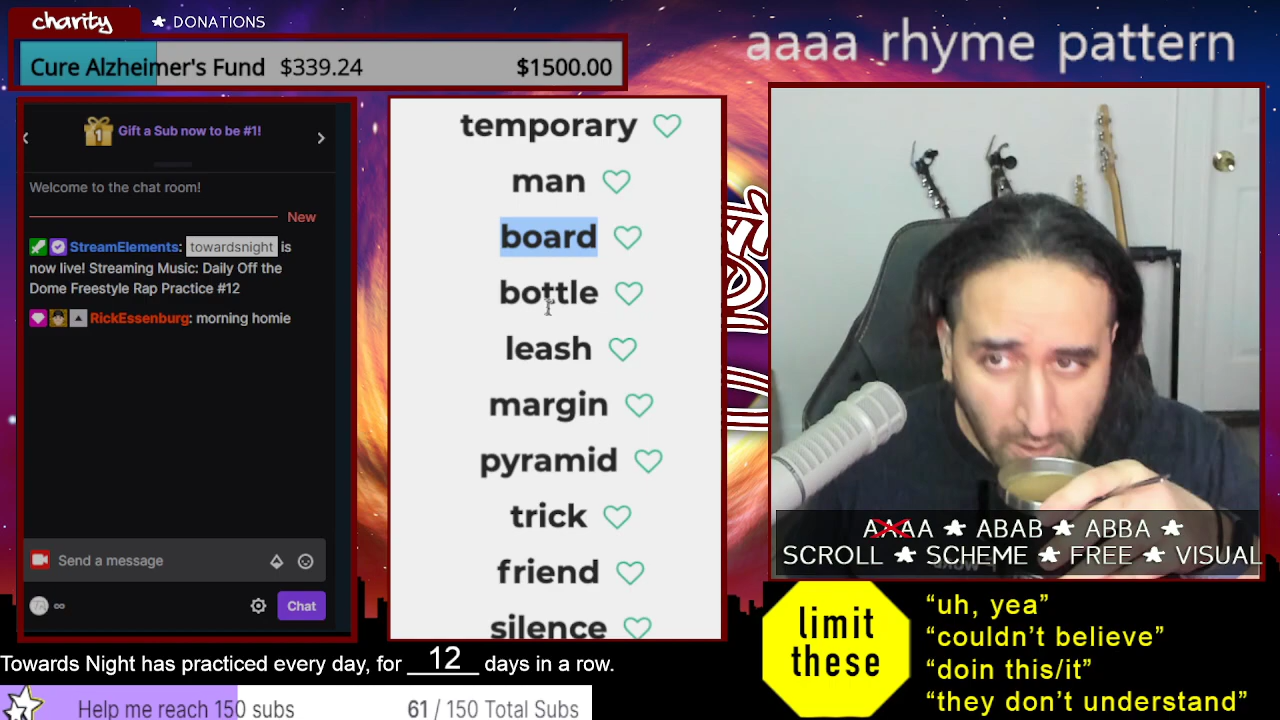 charity
DONATIONS
aaaa rhyme pattern
Cure Alzheimer's Fund $339.24 $1500.00
Gift a Sub now to be #1!
Welcome to the chat room!
New
StreamElements: towardsnight is
now live! Streaming Music: Daily Off the
Dome Freestyle Rap Practice #12
RickEssenburg: morning homie
Send a message
Chat
temporary
man
board
bottle
leash
margin
pyramid
trick
friend
silence
AAAA ABAB ABBA
SCROLL SCHEME FREE VISUAL
limit
these
"uh, yea"
"couldn't believe"
"doin this/it"
"they don't understand"
Towards Night has practiced every day, for 12 days in a row.
Help me reach 150 subs 61 / 150 Total Subs